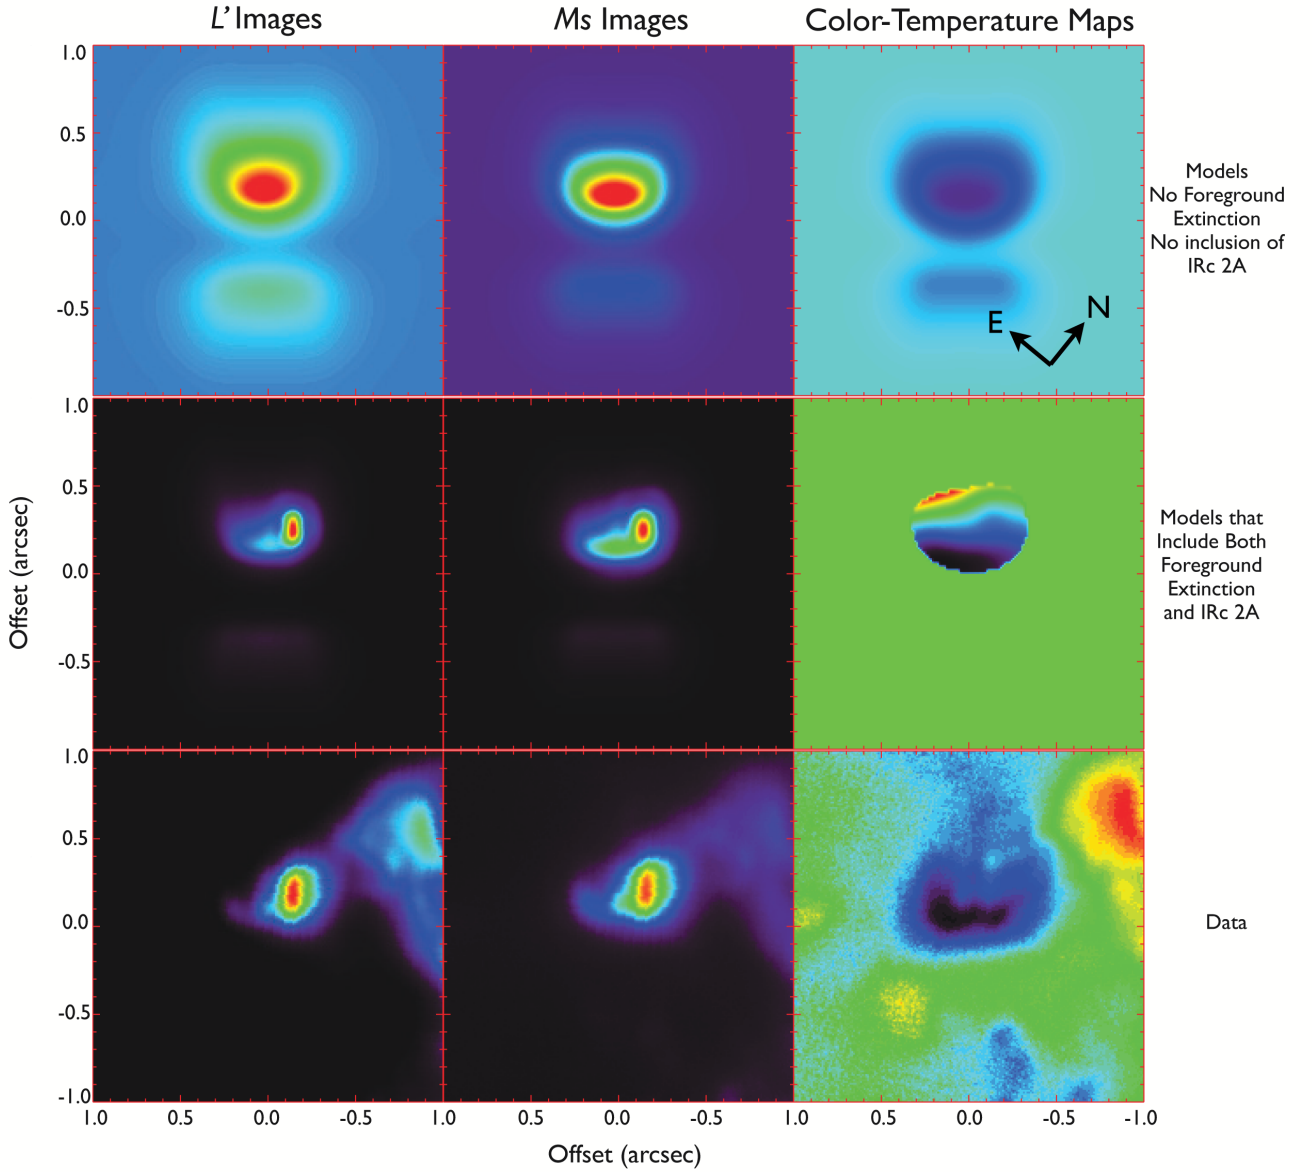 L’ Images
Ms Images
Color-Temperature Maps
1.0
0.5
0.0
-0.5
E
N
Models
No Foreground
Extinction
No inclusion of
IRc 2A
1.0
0.5
0.0
-0.5
Models that
Include Both
Foreground
Extinction
and IRc 2A
Offset (arcsec)
1.0
0.5
0.0
-0.5
-1.0
Data
1.0
0.5
0.0
-0.5
1.0
0.5
0.0
-0.5
1.0
0.5
0.0
-0.5
-1.0
Offset (arcsec)